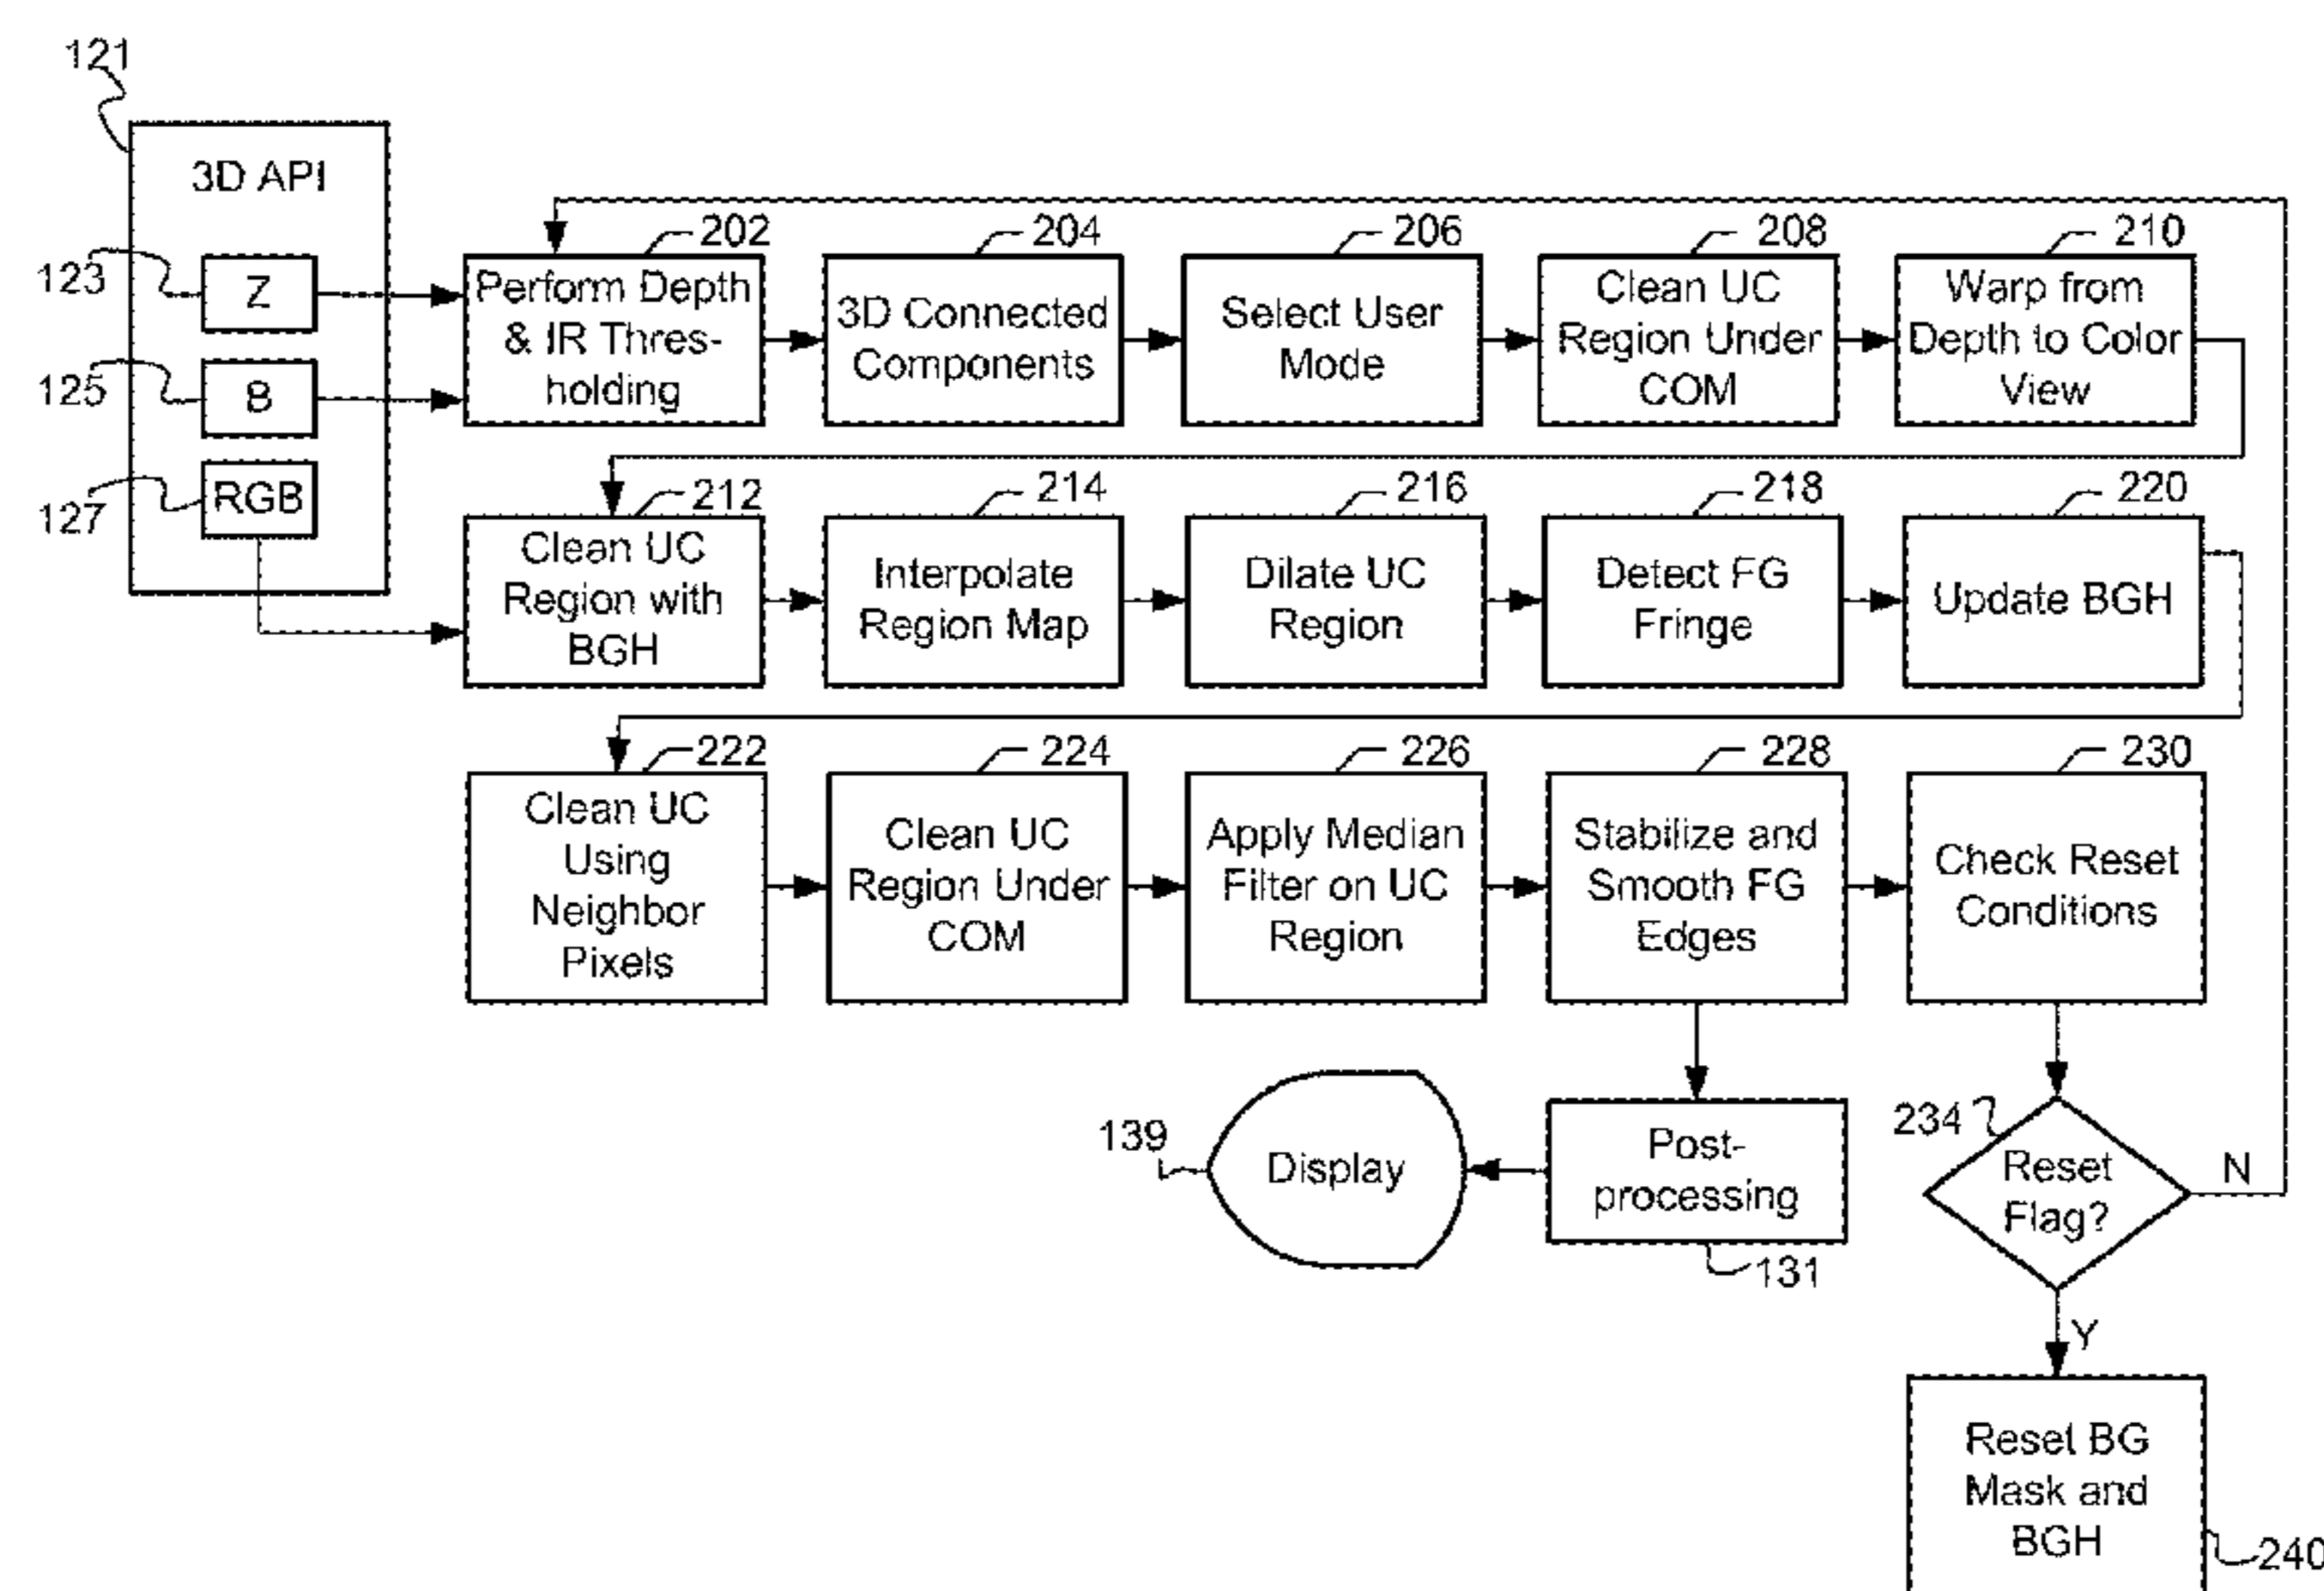 121
3D API
123
Z
125
B
127
RGB
202
Perform Depth
& IR Thres-
holding
204
3D Connected
Components
206
Select User
Mode
208
Clean UC
Region Under
COM
210
Warp from
Depth to Color
View
212
Clean UC
Region with
BGH
214
Interpolate
Region Map
216
Dilate UC
Region
218
Detect FG
Fringe
220
Update BGH
222
Clean UC
Using
Neighbor
Pixels
224
Clean UC
Region Under
COM
226
Apply Median
Filter on UC
Region
228
Stabilize and
Smooth FG
Edges
230
Check Reset
Conditions
139
Display
Post-
processing
131
234
Reset
Flag?
N
Y
Reset BG
Mask and
BGH
240